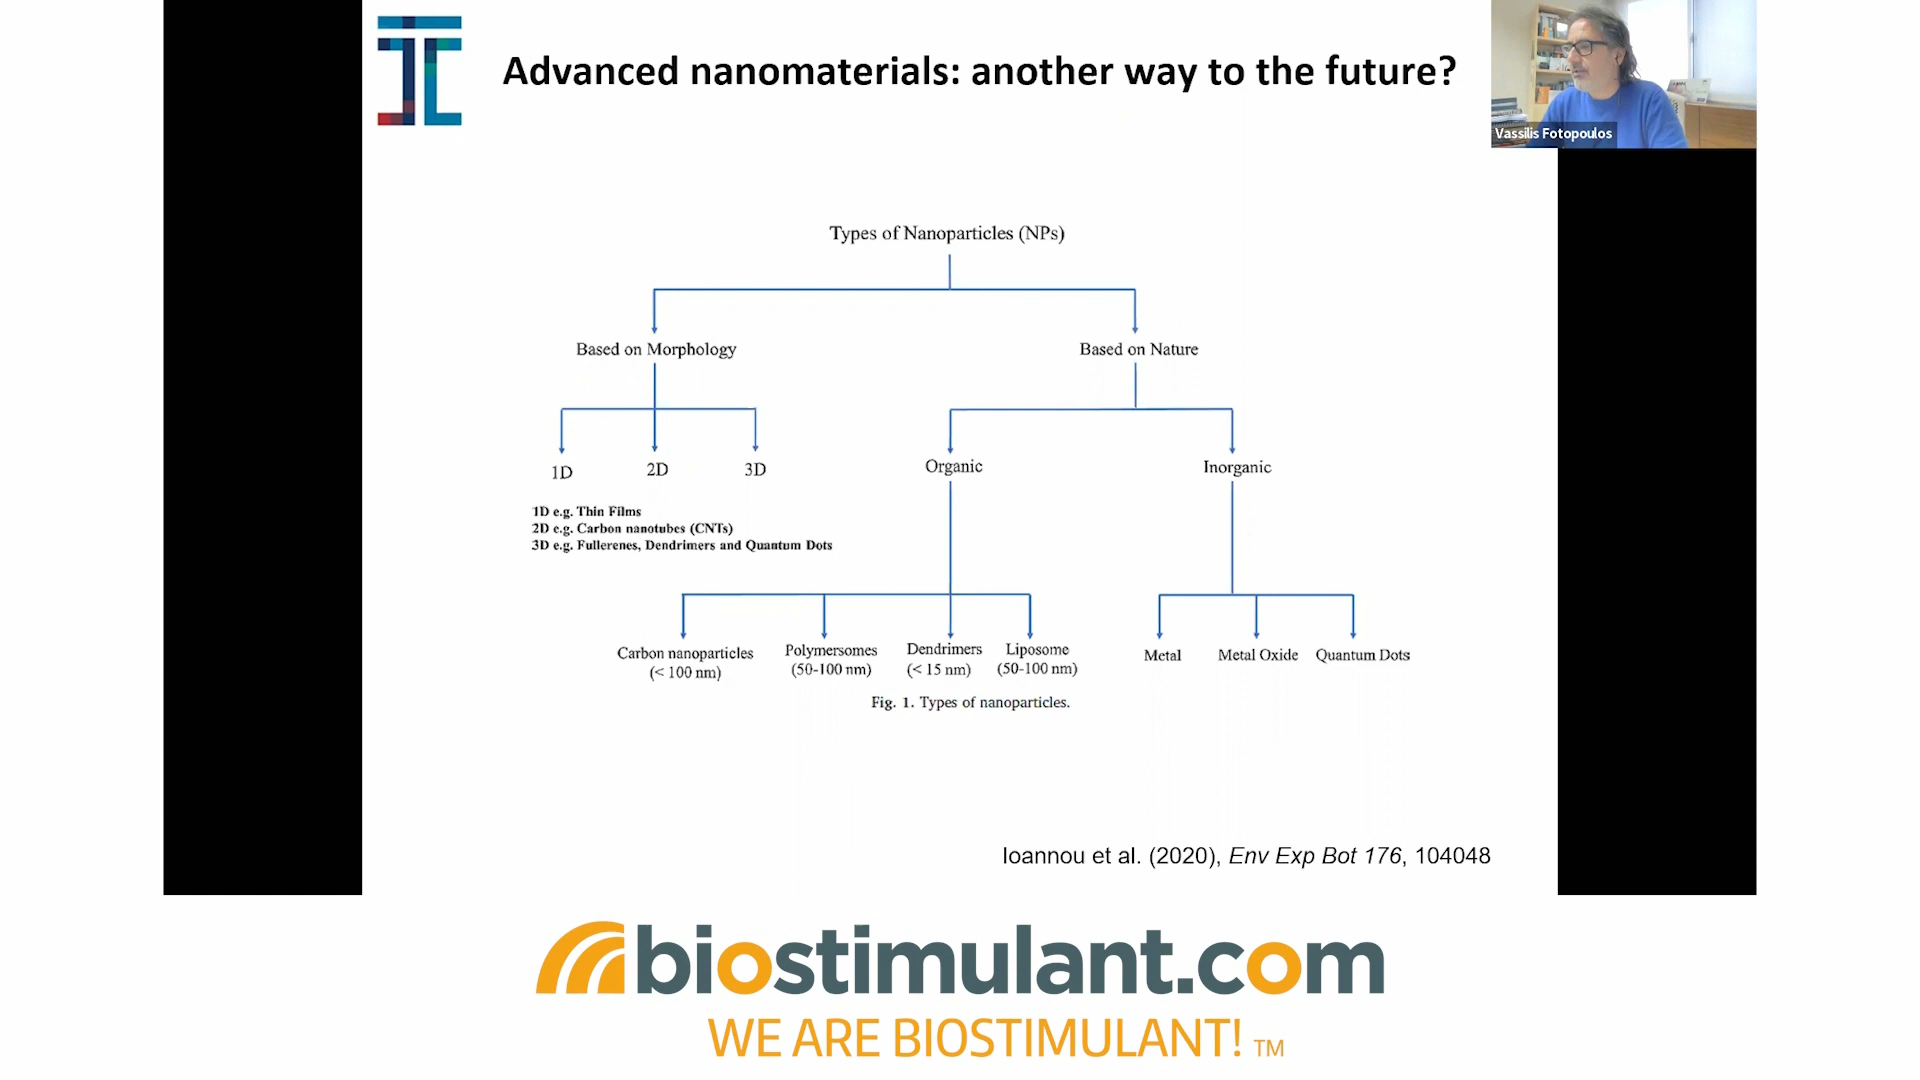 Advanced nanomaterials: another way to the future?
Vassilis Fotopoulos
Types of Nanoparticles (NPs)
Based on Morphology
Based on Nature
1D
2D
3D
Organic
Inorganic
1D e.g. Thin Films
2D e.g. Carbon nanotubes (CNTs)
3D e.g. Fullerenes, Dendrimers and Quantum Dots
Carbon nanoparticles
(< 100 nm)
Polymersomes
(50-100 nm)
Dendrimers
(< 15 nm)
Liposome
(50-100 nm)
Metal
Metal Oxide
Quantum Dots
Fig. 1. Types of nanoparticles.
Ioannou et al. (2020), Env Exp Bot 176, 104048
biostimulant.com
WE ARE BIOSTIMULANT! TM